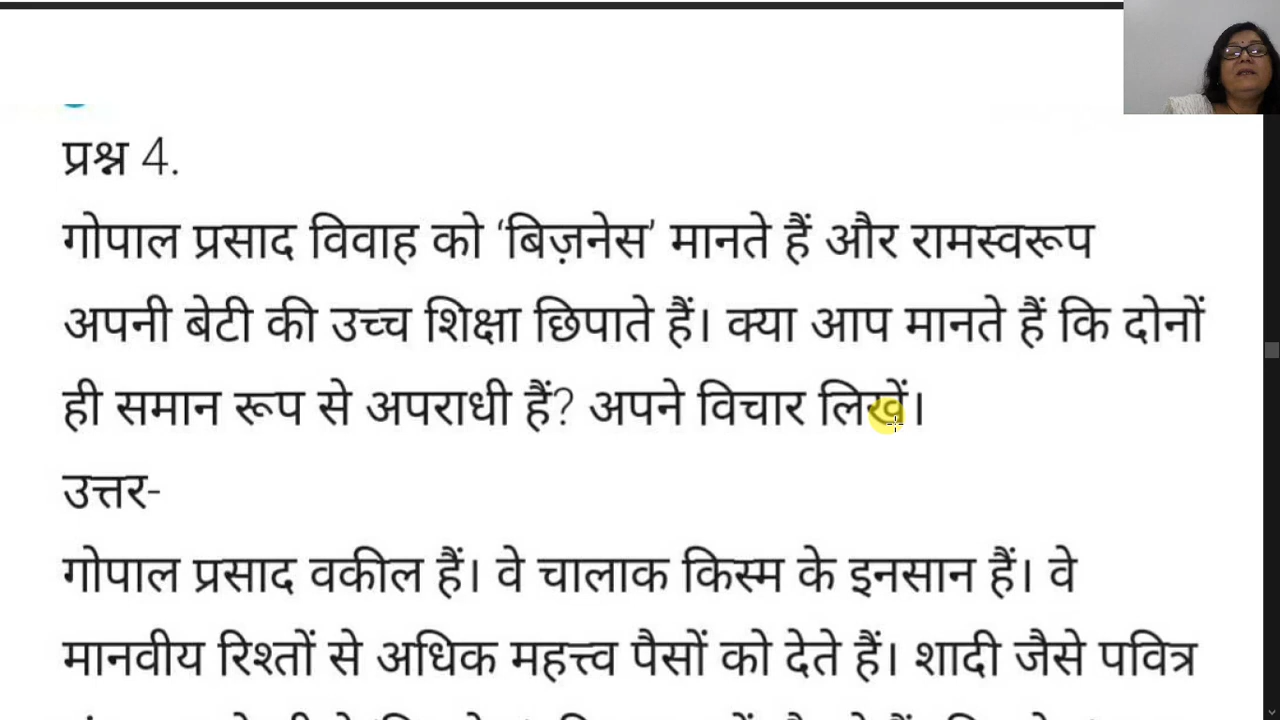 प्रश्न 4.
गोपाल प्रसाद विवाह को ‘बिज़नेस’ मानते हैं और रामस्वरूप
अपनी बेटी की उच्च शिक्षा छिपाते हैं। क्या आप मानते हैं कि दोनों
ही समान रूप से अपराधी हैं? अपने विचार लिखें।
उत्तर-
गोपाल प्रसाद वकील हैं। वे चालाक किस्म के इनसान हैं। वे
मानवीय रिश्तों से अधिक महत्त्व पैसों को देते हैं। शादी जैसे पवित्र